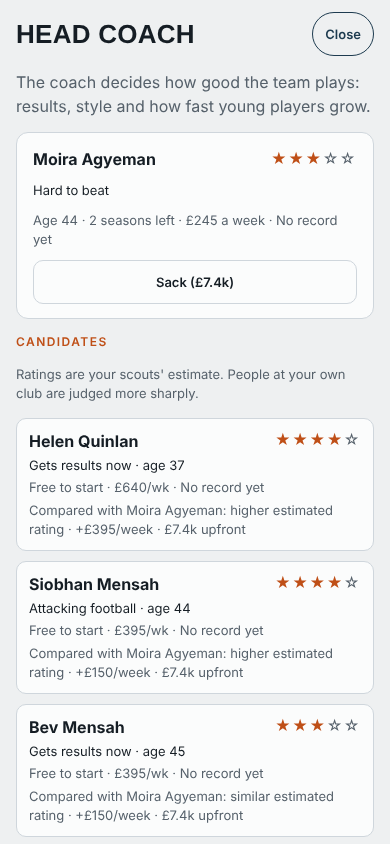 HEAD COACH
Close
The coach decides how good the team plays:
results, style and how fast young players grow.
Moira Agyeman ★★★☆☆
Hard to beat
Age 44 · 2 seasons left · £245 a week · No record
yet
Sack (£7.4k)
CANDIDATES
Ratings are your scouts' estimate. People at your own
club are judged more sharply.
Helen Quinlan ★★★★☆
Gets results now · age 37
Free to start · £640/wk · No record yet
Compared with Moira Agyeman: higher estimated
rating · +£395/week · £7.4k upfront
Siobhan Mensah ★★★★☆
Attacking football · age 44
Free to start · £395/wk · No record yet
Compared with Moira Agyeman: higher estimated
rating · +£150/week · £7.4k upfront
Bev Mensah ★★★☆☆
Gets results now · age 45
Free to start · £395/wk · No record yet
Compared with Moira Agyeman: similar estimated
rating · +£150/week · £7.4k upfront